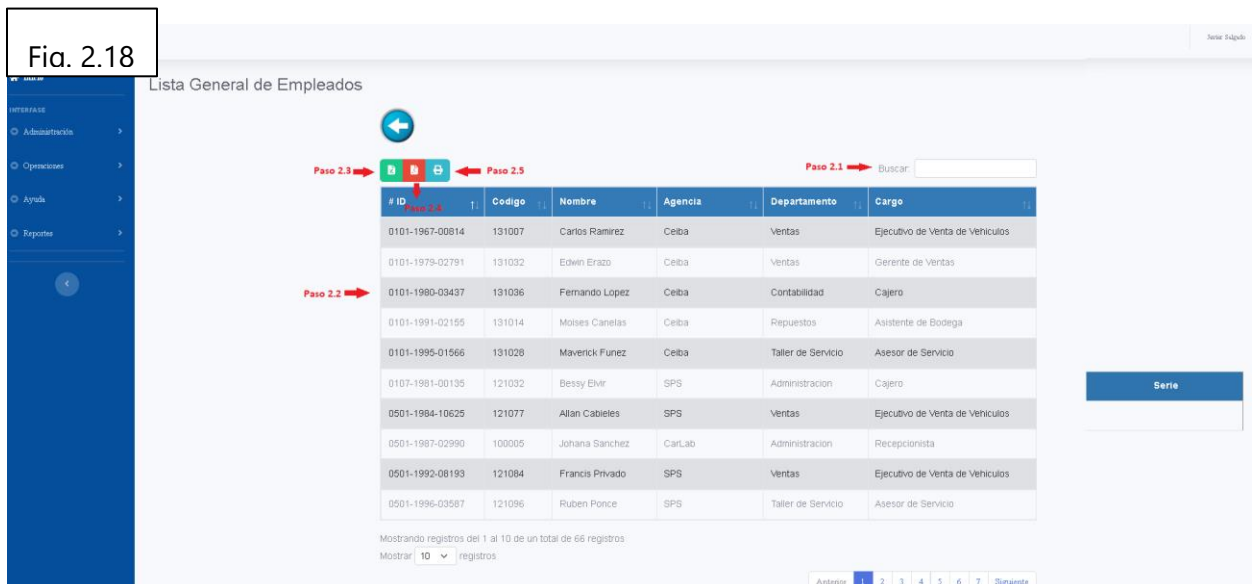 Fig. 2.18
Javier Salgado
Inicio
Lista General de Empleados
INTERFASE
Administración
Operaciones
Ayuda
Reportes
Paso 2.3
Paso 2.5
Paso 2.1
Buscar:
# ID Codigo Nombre Agencia Departamento Cargo
Paso 2.4
0101-1967-00814 131007 Carlos Ramirez Ceiba Ventas Ejecutivo de Venta de Vehiculos
0101-1979-02791 131032 Edwin Erazo Ceiba Ventas Gerente de Ventas
Paso 2.2
0101-1980-03437 131036 Fernando Lopez Ceiba Contabilidad Cajero
0101-1991-02155 131014 Moises Canelas Ceiba Repuestos Asistente de Bodega
0101-1995-01566 131028 Maverick Funez Ceiba Taller de Servicio Asesor de Servicio
0107-1981-00135 121032 Bessy Elvir SPS Administracion Cajero
Serie
0501-1984-10625 121077 Allan Cabieles SPS Ventas Ejecutivo de Venta de Vehiculos
0501-1987-02990 100005 Johana Sanchez CarLab Administracion Recepcionista
0501-1992-08193 121084 Francis Privado SPS Ventas Ejecutivo de Venta de Vehiculos
0501-1996-03587 121096 Ruben Ponce SPS Taller de Servicio Asesor de Servicio
Mostrando registros del 1 al 10 de un total de 66 registros
Mostrar 10 registros
Anterior 1 2 3 4 5 6 7 Siguiente